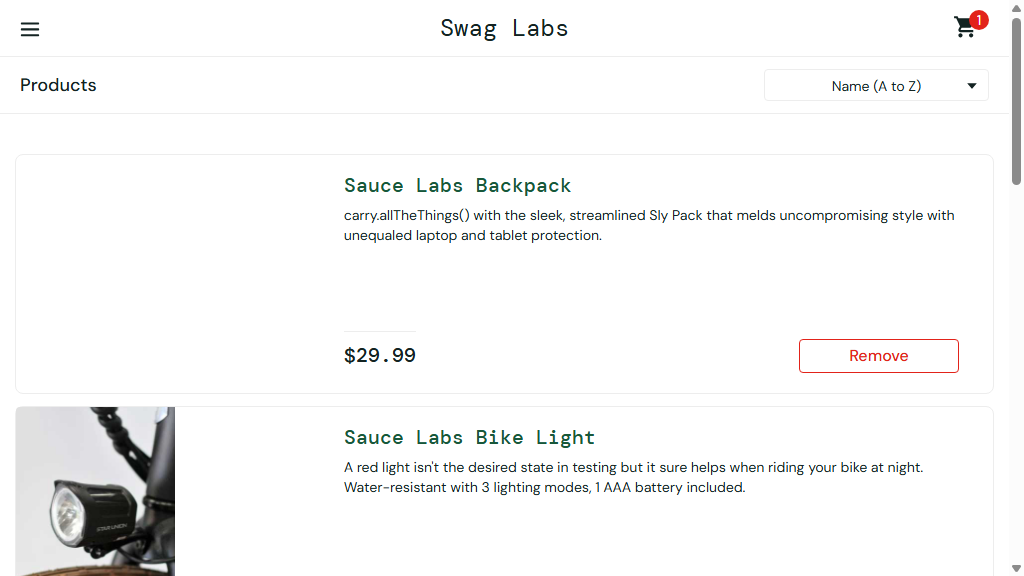 Swag Labs
1
Products
Name (A to Z)
Sauce Labs Backpack
carry.allTheThings() with the sleek, streamlined Sly Pack that melds uncompromising style with
unequaled laptop and tablet protection.
$29.99
Remove
Sauce Labs Bike Light
A red light isn't the desired state in testing but it sure helps when riding your bike at night.
Water-resistant with 3 lighting modes, 1 AAA battery included.